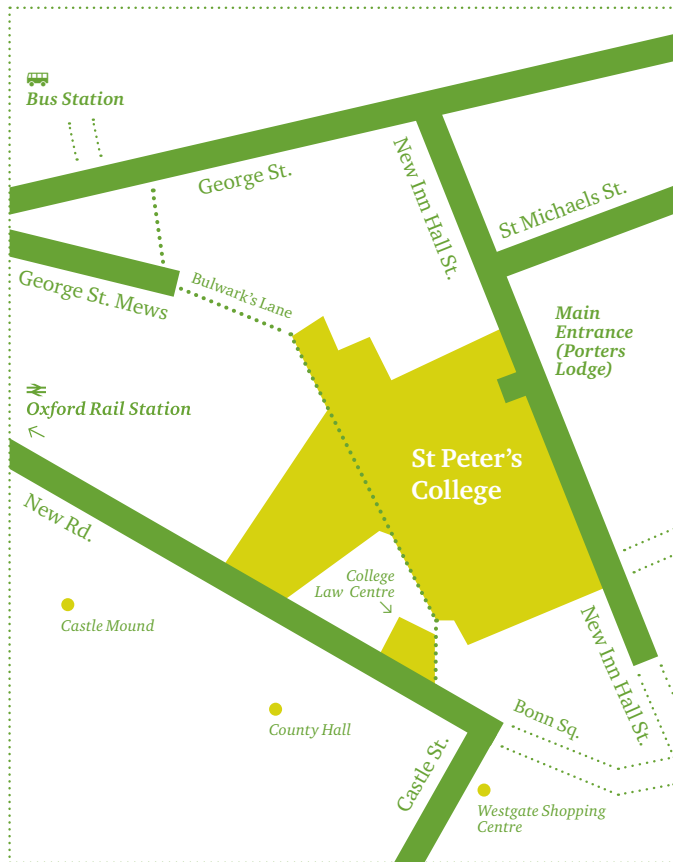 Bus Station
George St.
New Inn Hall St.
St Michaels St.
George St. Mews
Bulwark's Lane
Main
Entrance
(Porters
Lodge)
Oxford Rail Station
St Peter's
College
New Rd.
College
Law Centre
Castle Mound
New Inn Hall St.
County Hall
Bonn Sq.
Castle St.
Westgate Shopping
Centre